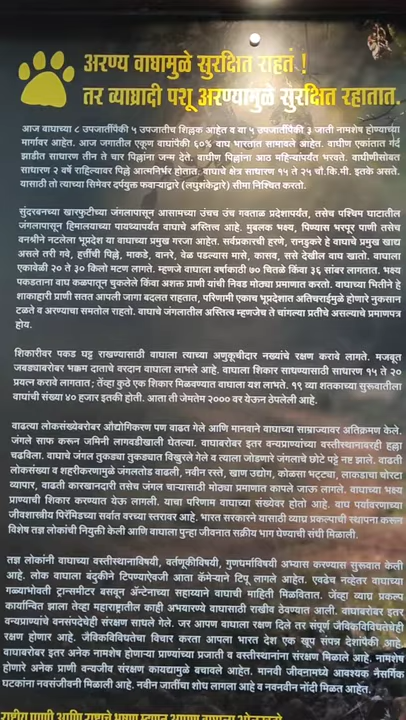 अरण्य वाघामुळे सुरक्षित राहतं !
तर व्याघ्रादी पशू अरण्यामुळे सुरक्षित रहातात.
आज वाघाच्या ८ उपजातींपैकी ५ उपजातीच शिल्लक आहेत व या ५ उपजातींपैकी ३ जाती नामशेष होण्याच्या
मार्गावर आहेत. आज जगातील एकूण वाघांपैकी ६०% वाघ भारतात सामावले आहेत. वाघीण एकांतात गर्द
झाडीत साधारण तीन ते चार पिल्लांना जन्म देते. वाघीण पिल्लांना आठ महिन्यांपर्यंत भरवते. वाघीणीसोबत
साधारण २ वर्षे राहिल्यावर पिल्ले आत्मनिर्भर होतात. वाघाचे क्षेत्र साधारण १५ ते २५ चौ.कि.मी. इतके असते.
यासाठी तो त्याच्या सिमेवर दर्पयुक्त फवाऱ्याद्वारे (लघुशंकेद्वारे) सीमा निश्चित करतो.
सुंदरबनच्या खारफुटीच्या जंगलापासून आसामच्या उंचच उंच गवताळ प्रदेशापर्यंत, तसेच पश्चिम घाटातील
जंगलापासून हिमालयाच्या पायथ्यापर्यंत वाघाचे अस्तित्व आहे. मुबलक भक्ष्य, पिण्यास भरपूर पाणी तसेच
वनश्रीने नटलेला भूप्रदेश या वाघाच्या प्रमुख गरजा आहेत. सर्वप्रकारची हरणे, रानडुकरे हे वाघाचे प्रमुख खाद्य
असले तरी गवे, हत्तींची पिल्ले, माकडे, वानरे, वेळ पडल्यास मासे, कासव, ससे देखील वाघ खातो. वाघाला
एकावेळी २० ते ३० किलो मटण लागते. म्हणजे वाघाला वर्षाकाठी ७० चितळे किंवा ३६ सांबर लागतात. भक्ष्य
पकडताना वाघ कळपातून चुकलेले किंवा अशक्त प्राणी यांची निवड मोठ्या प्रमाणात करतो. वाघाच्या भितीने हे
शाकाहारी प्राणी सतत आपली जागा बदलत राहतात, परिणामी एकाच भूप्रदेशात अतिचराईमुळे होणारे नुकसान
टळते व अरण्याचा समतोल राहतो. वाघाचे जंगलातील अस्तित्व म्हणजेच ते चांगल्या प्रतीचे असल्याचे प्रमाणपत्र
होय.
शिकारीवर पकड घट्ट राखण्यासाठी वाघाला त्याच्या अणुकूचीदार नख्यांचे रक्षण करावे लागते. मजबूत
जबड्याबरोबर भक्कम दाताचे वरदान वाघाला लाभले आहे. वाघाला शिकार साधण्यासाठी साधारण १५ ते २०
प्रयत्न करावे लागतात ; तेंव्हा कुठे एक शिकार मिळवण्यात वाघाला यश लाभते. १९ व्या शतकाच्या सुरूवातीला
वाघांची संख्या ४० हजार इतकी होती. आता ती जेमतेम २००० वर येऊन ठेपलेली आहे.
वाढत्या लोकसंख्येबरोबर औद्योगिकरण पण वाढत गेले आणि मानवाने वाघाच्या साम्राज्यावर अतिक्रमण केले.
जंगले साफ करून जमिनी लागवडीखाली घेतल्या. वाघाबरोबर इतर वन्यप्राण्यांच्या वस्तीस्थानावरही हल्ला
चढविला. वाघाचे जंगल तुकड्या तुकड्यात विखुरले गेले व त्याला जोडणारे जंगलाचे छोटे पट्टे नष्ट झाले. वाढती
लोकसंख्या व शहरीकरणामुळे जंगलतोड वाढली, नवीन रस्ते, खाण उद्योग, कोळसा भट्ट्या, लाकडाचा चोरटा
व्यापार, वाढती कारखानदारी तसेच जंगल चाऱ्यासाठी मोठ्या प्रमाणात कापले जाऊ लागले. वाघाच्या भक्ष्य
प्राण्याची शिकार करण्यात येऊ लागली. याचा परिणाम वाघाच्या संख्येवर होतो आहे. वाघ पर्यावरणाच्या
जीवशास्त्रीय पिरॅमिडच्या सर्वात वरच्या स्तरावर आहे. भारत सरकारने यासाठी व्याघ्र प्रकल्पाची स्थापना करून
विशेष तज्ञ लोकांची नियुक्ती केली आणि वाघाला पुन्हा जीवनात सक्रीय भाग घेण्याची संधी मिळाली.
तज्ञ लोकांनी वाघाच्या वस्तीस्थानाविषयी, वर्तणूकीविषयी, गुणधर्माविषयी अभ्यास करण्यास सुरूवात केली
आहे. लोक वाघाला बंदुकीने टिपण्याऐवजी आता कॅमेऱ्याने टिपू लागले आहेत. एवढेच नव्हेतर वाघाच्या
गळ्याभोवती ट्रान्समीटर बसवून अँटेनाच्या सहाय्याने वाघाची माहिती मिळवितात. जेंव्हा व्याघ्र प्रकल्प
कार्यान्वित झाला तेव्हा महाराष्ट्रातील काही अभयारण्ये वाघासाठी राखीव ठेवण्यात आली. वाघाबरोबर इतर
वन्यप्राण्यांचे वनसंपदेचेही संरक्षण साधले गेले. जर आपण वाघाला रक्षण दिले तर संपूर्ण जैविकविविधतेचेही
रक्षण होणार आहे. जैविकविविधतेचा विचार करता आपला भारत देश एक खूप संपन्न देशांपैकी आहे.
वाघाबरोबर इतर अनेक नामशेष होणाऱ्या प्राण्यांच्या प्रजाती व वस्तीस्थानांना संरक्षण मिळाले आहे. नामशेष
होणारे अनेक प्राणी वन्यजीव संरक्षण कायद्यामुळे बचावले आहेत. मानवी जीवनामध्ये आवश्यक नैसर्गिक
घटकांना नवसंजीवनी मिळाली आहे. नवीन जातींचा शोध लागला आहे व नवनवीन नोंदी मिळत आहेत.